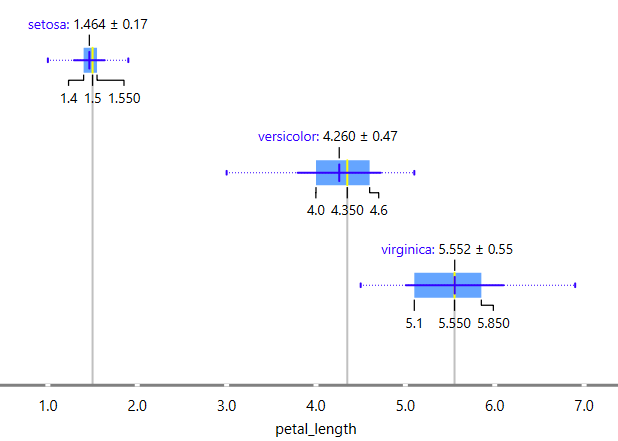 setosa: 1.464 ± 0.17
1.4 1.5 1.550
versicolor: 4.260 ± 0.47
4.0 4.350 4.6
virginica: 5.552 ± 0.55
5.1 5.550 5.850
1.0 2.0 3.0 4.0 5.0 6.0 7.0
petal_length